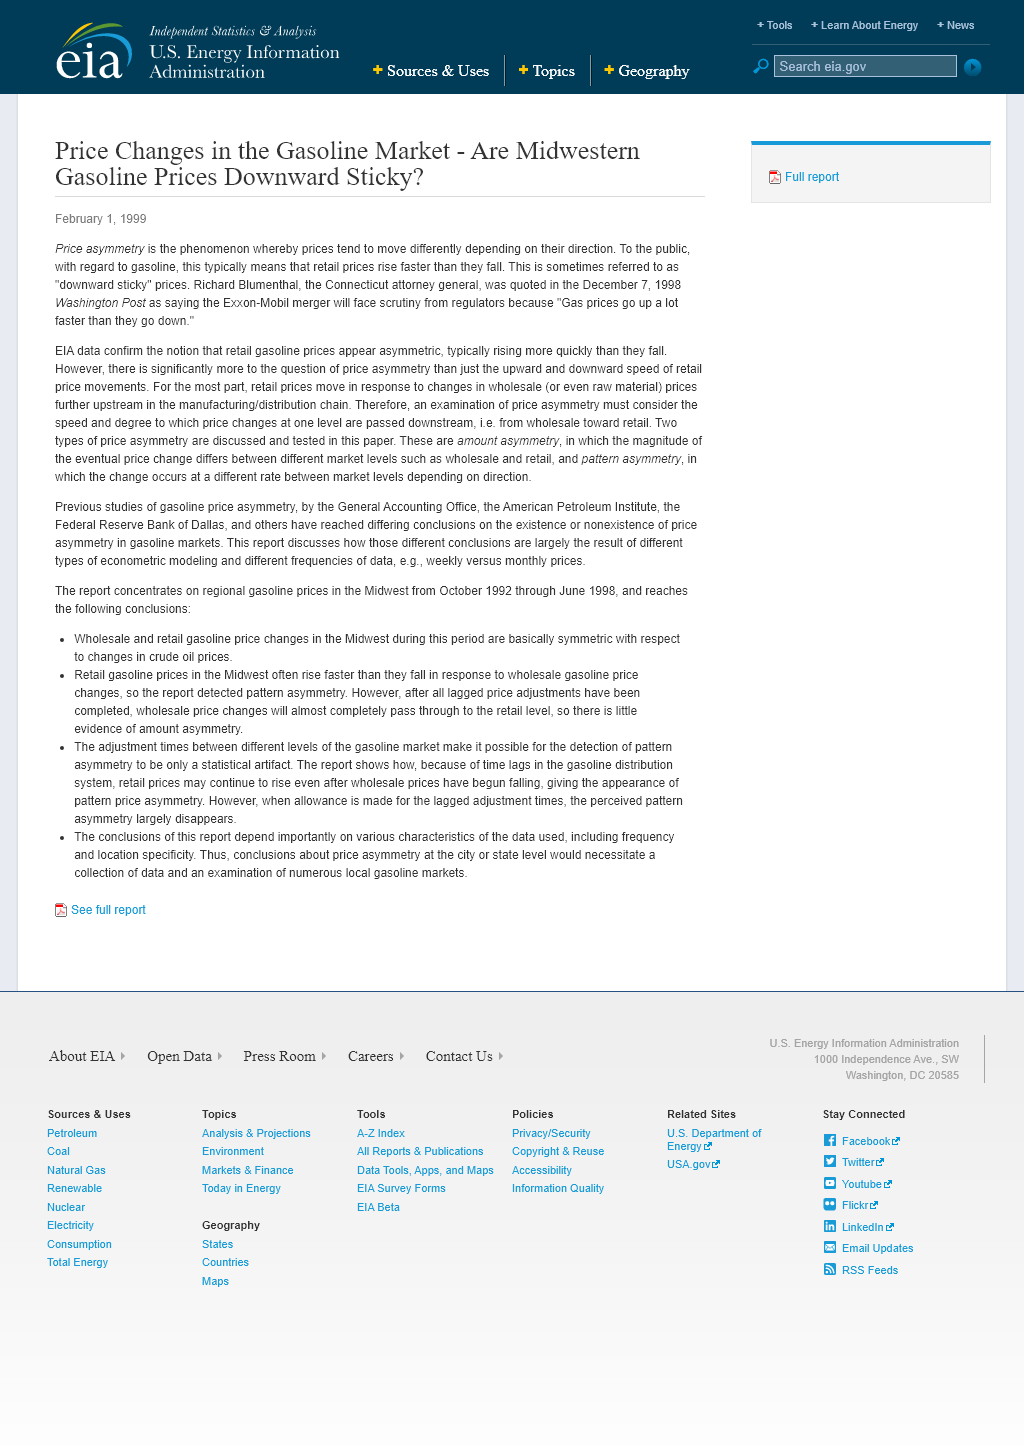 Independent Statistics & Analysis
eia
U.S. Energy Information
Administration
Sources & Uses
Topics
Geography
Tools
Learn About Energy
News
Search eia.gov
Price Changes in the Gasoline Market - Are Midwestern
Gasoline Prices Downward Sticky?
February 1, 1999
Full report
Price asymmetry is the phenomenon whereby prices tend to move differently depending on their direction. To the public,
with regard to gasoline, this typically means that retail prices rise faster than they fall. This is sometimes referred to as
"downward sticky" prices. Richard Blumenthal, the Connecticut attorney general, was quoted in the December 7, 1998
Washington Post as saying the Exxon-Mobil merger will face scrutiny from regulators because "Gas prices go up a lot
faster than they go down."
EIA data confirm the notion that retail gasoline prices appear asymmetric, typically rising more quickly than they fall.
However, there is significantly more to the question of price asymmetry than just the upward and downward speed of retail
price movements. For the most part, retail prices move in response to changes in wholesale (or even raw material) prices
further upstream in the manufacturing/distribution chain. Therefore, an examination of price asymmetry must consider the
speed and degree to which price changes at one level are passed downstream, i.e. from wholesale toward retail. Two
types of price asymmetry are discussed and tested in this paper. These are amount asymmetry, in which the magnitude of
the eventual price change differs between different market levels such as wholesale and retail, and pattern asymmetry, in
which the change occurs at a different rate between market levels depending on direction.
Previous studies of gasoline price asymmetry, by the General Accounting Office, the American Petroleum Institute, the
Federal Reserve Bank of Dallas, and others have reached differing conclusions on the existence or nonexistence of price
asymmetry in gasoline markets. This report discusses how those different conclusions are largely the result of different
types of econometric modeling and different frequencies of data, e.g., weekly versus monthly prices.
The report concentrates on regional gasoline prices in the Midwest from October 1992 through June 1998, and reaches
the following conclusions:
• Wholesale and retail gasoline price changes in the Midwest during this period are basically symmetric with respect
to changes in crude oil prices.
• Retail gasoline prices in the Midwest often rise faster than they fall in response to wholesale gasoline price
changes, so the report detected pattern asymmetry. However, after all lagged price adjustments have been
completed, wholesale price changes will almost completely pass through to the retail level, so there is little
evidence of amount asymmetry.
• The adjustment times between different levels of the gasoline market make it possible for the detection of pattern
asymmetry to be only a statistical artifact. The report shows how, because of time lags in the gasoline distribution
system, retail prices may continue to rise even after wholesale prices have begun falling, giving the appearance of
pattern price asymmetry. However, when allowance is made for the lagged adjustment times, the perceived pattern
asymmetry largely disappears.
• The conclusions of this report depend importantly on various characteristics of the data used, including frequency
and location specificity. Thus, conclusions about price asymmetry at the city or state level would necessitate a
collection of data and an examination of numerous local gasoline markets.
See full report
About EIA
Open Data
Press Room
Careers
Contact Us
U.S. Energy Information Administration
1000 Independence Ave., SW
Washington, DC 20585
Sources & Uses
Petroleum
Coal
Natural Gas
Renewable
Nuclear
Electricity
Consumption
Total Energy
Topics
Analysis & Projections
Environment
Markets & Finance
Today in Energy
Geography
States
Countries
Maps
Tools
A-Z Index
All Reports & Publications
Data Tools, Apps, and Maps
EIA Survey Forms
EIA Beta
Policies
Privacy/Security
Copyright & Reuse
Accessibility
Information Quality
Related Sites
U.S. Department of
Energy
USA.gov
Stay Connected
Facebook
Twitter
Youtube
Flickr
LinkedIn
Email Updates
RSS Feeds